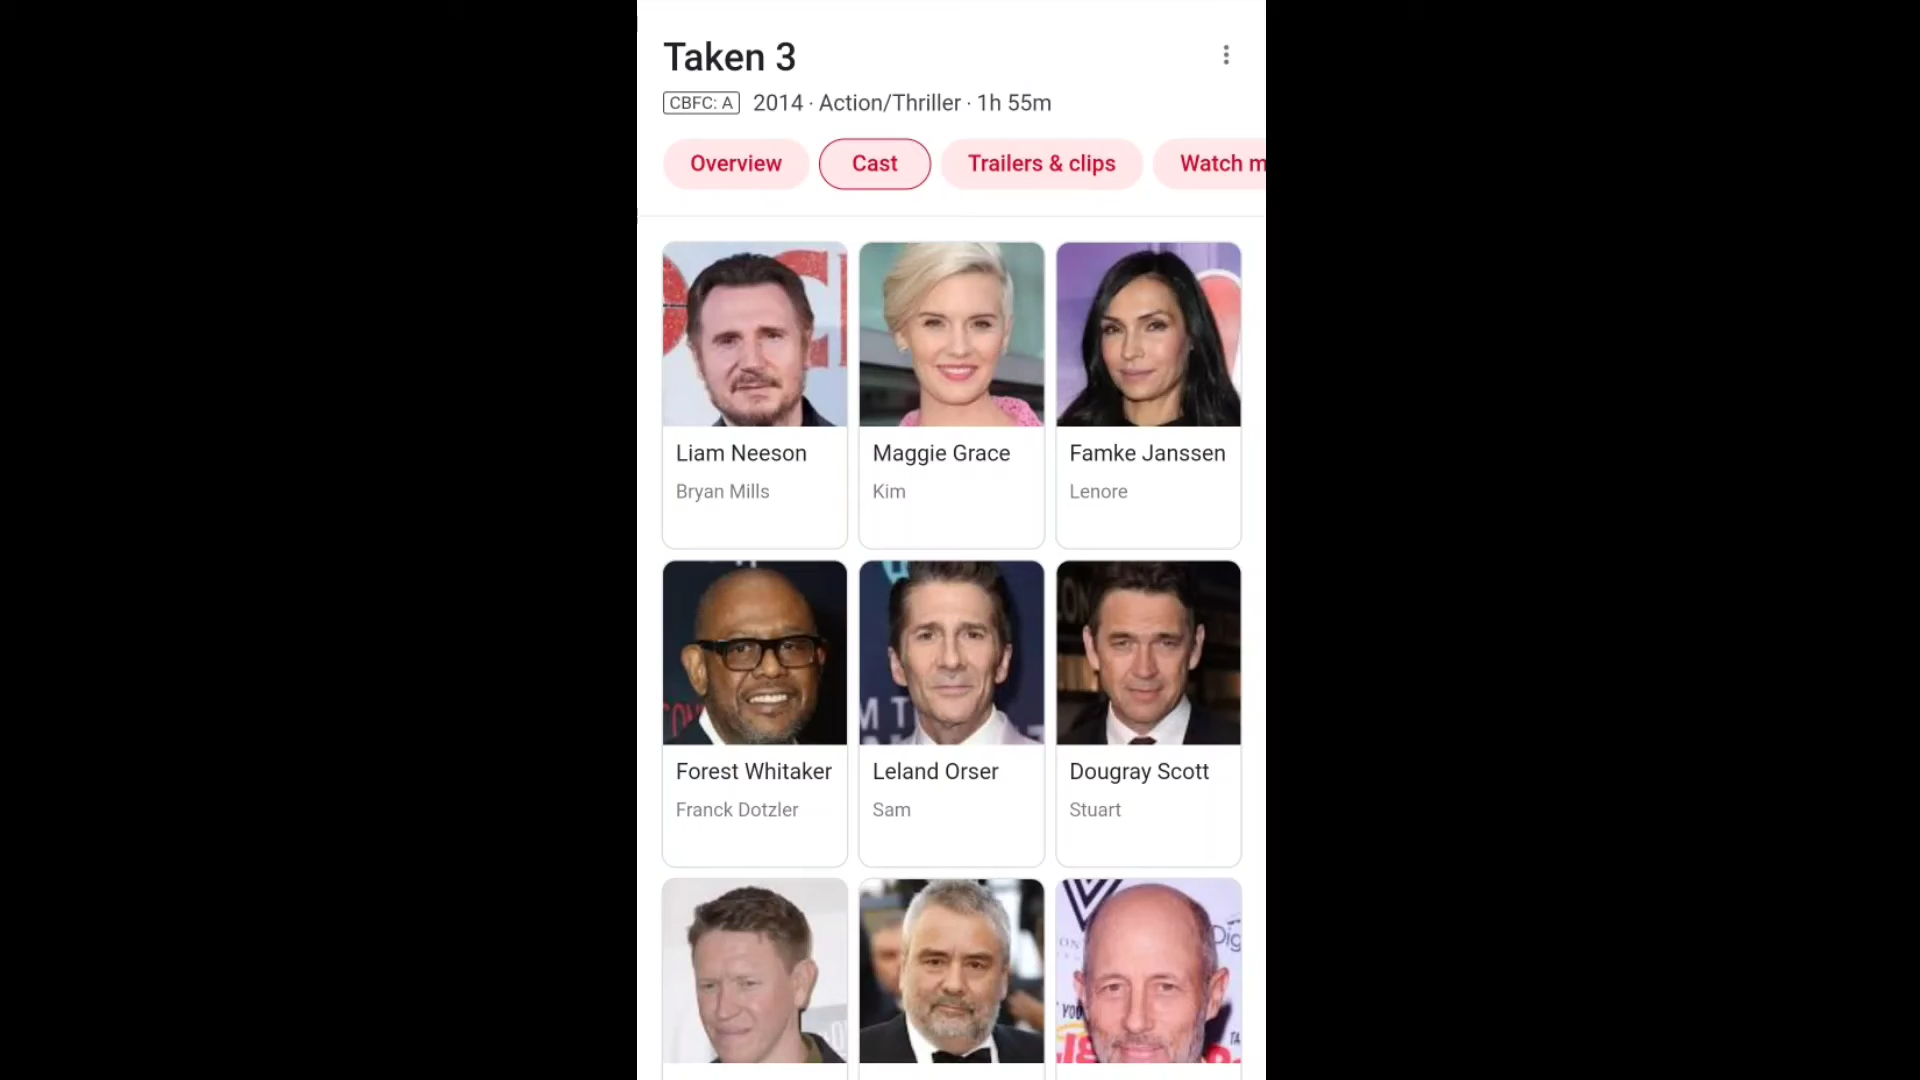 Taken 3
CBFC: A 2014 · Action/Thriller · 1h 55m
Overview Cast Trailers & clips Watch m
Liam Neeson Maggie Grace Famke Janssen
Bryan Mills Kim Lenore
Forest Whitaker Leland Orser Dougray Scott
Franck Dotzler Sam Stuart